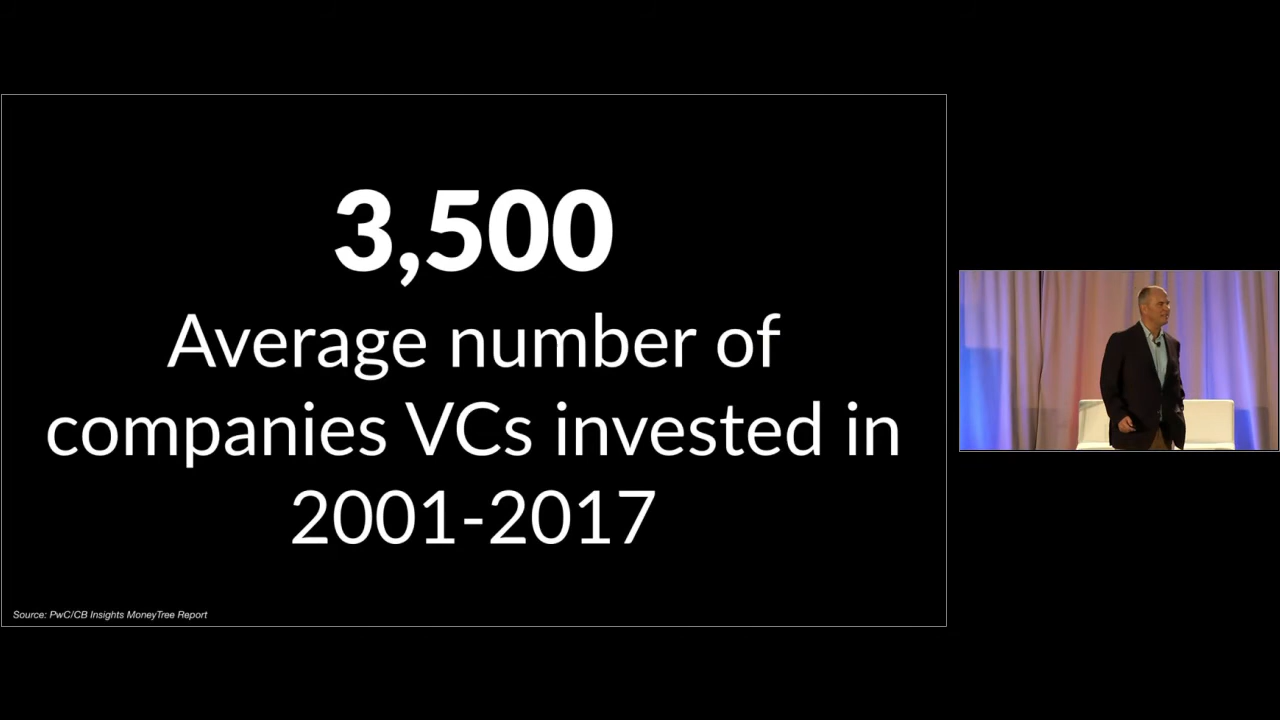 3,500
Average number of
companies VCs invested in
2001-2017
Source: PwC/CB Insights MoneyTree Report